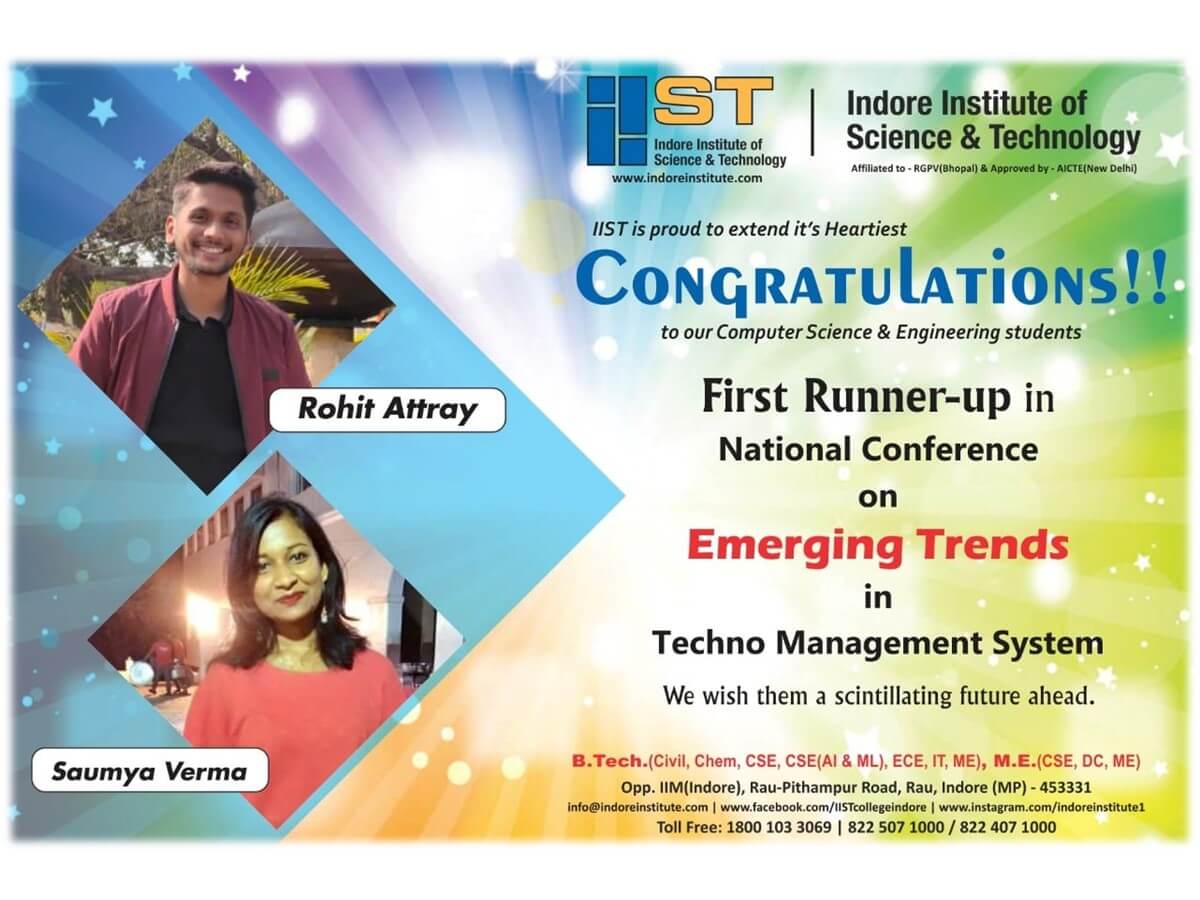 IIST
Indore Institute of
Science & Technology
www.indoreinstitute.com
Indore Institute of
Science & Technology
Affiliated to - RGPV(Bhopal) & Approved by - AICTE(New Delhi)
IIST is proud to extend it's Heartiest
Congratulations!!
to our Computer Science & Engineering students
First Runner-up in
National Conference
on
Emerging Trends
in
Techno Management System
We wish them a scintillating future ahead.
Rohit Attray
Saumya Verma
B.Tech.(Civil, Chem, CSE, CSE(AI & ML), ECE, IT, ME), M.E.(CSE, DC, ME)
Opp. IIM(Indore), Rau-Pithampur Road, Rau, Indore (MP) - 453331
info@indoreinstitute.com | www.facebook.com/IISTcollegeindore | www.instagram.com/indoreinstitute1
Toll Free: 1800 103 3069 | 822 507 1000 / 822 407 1000